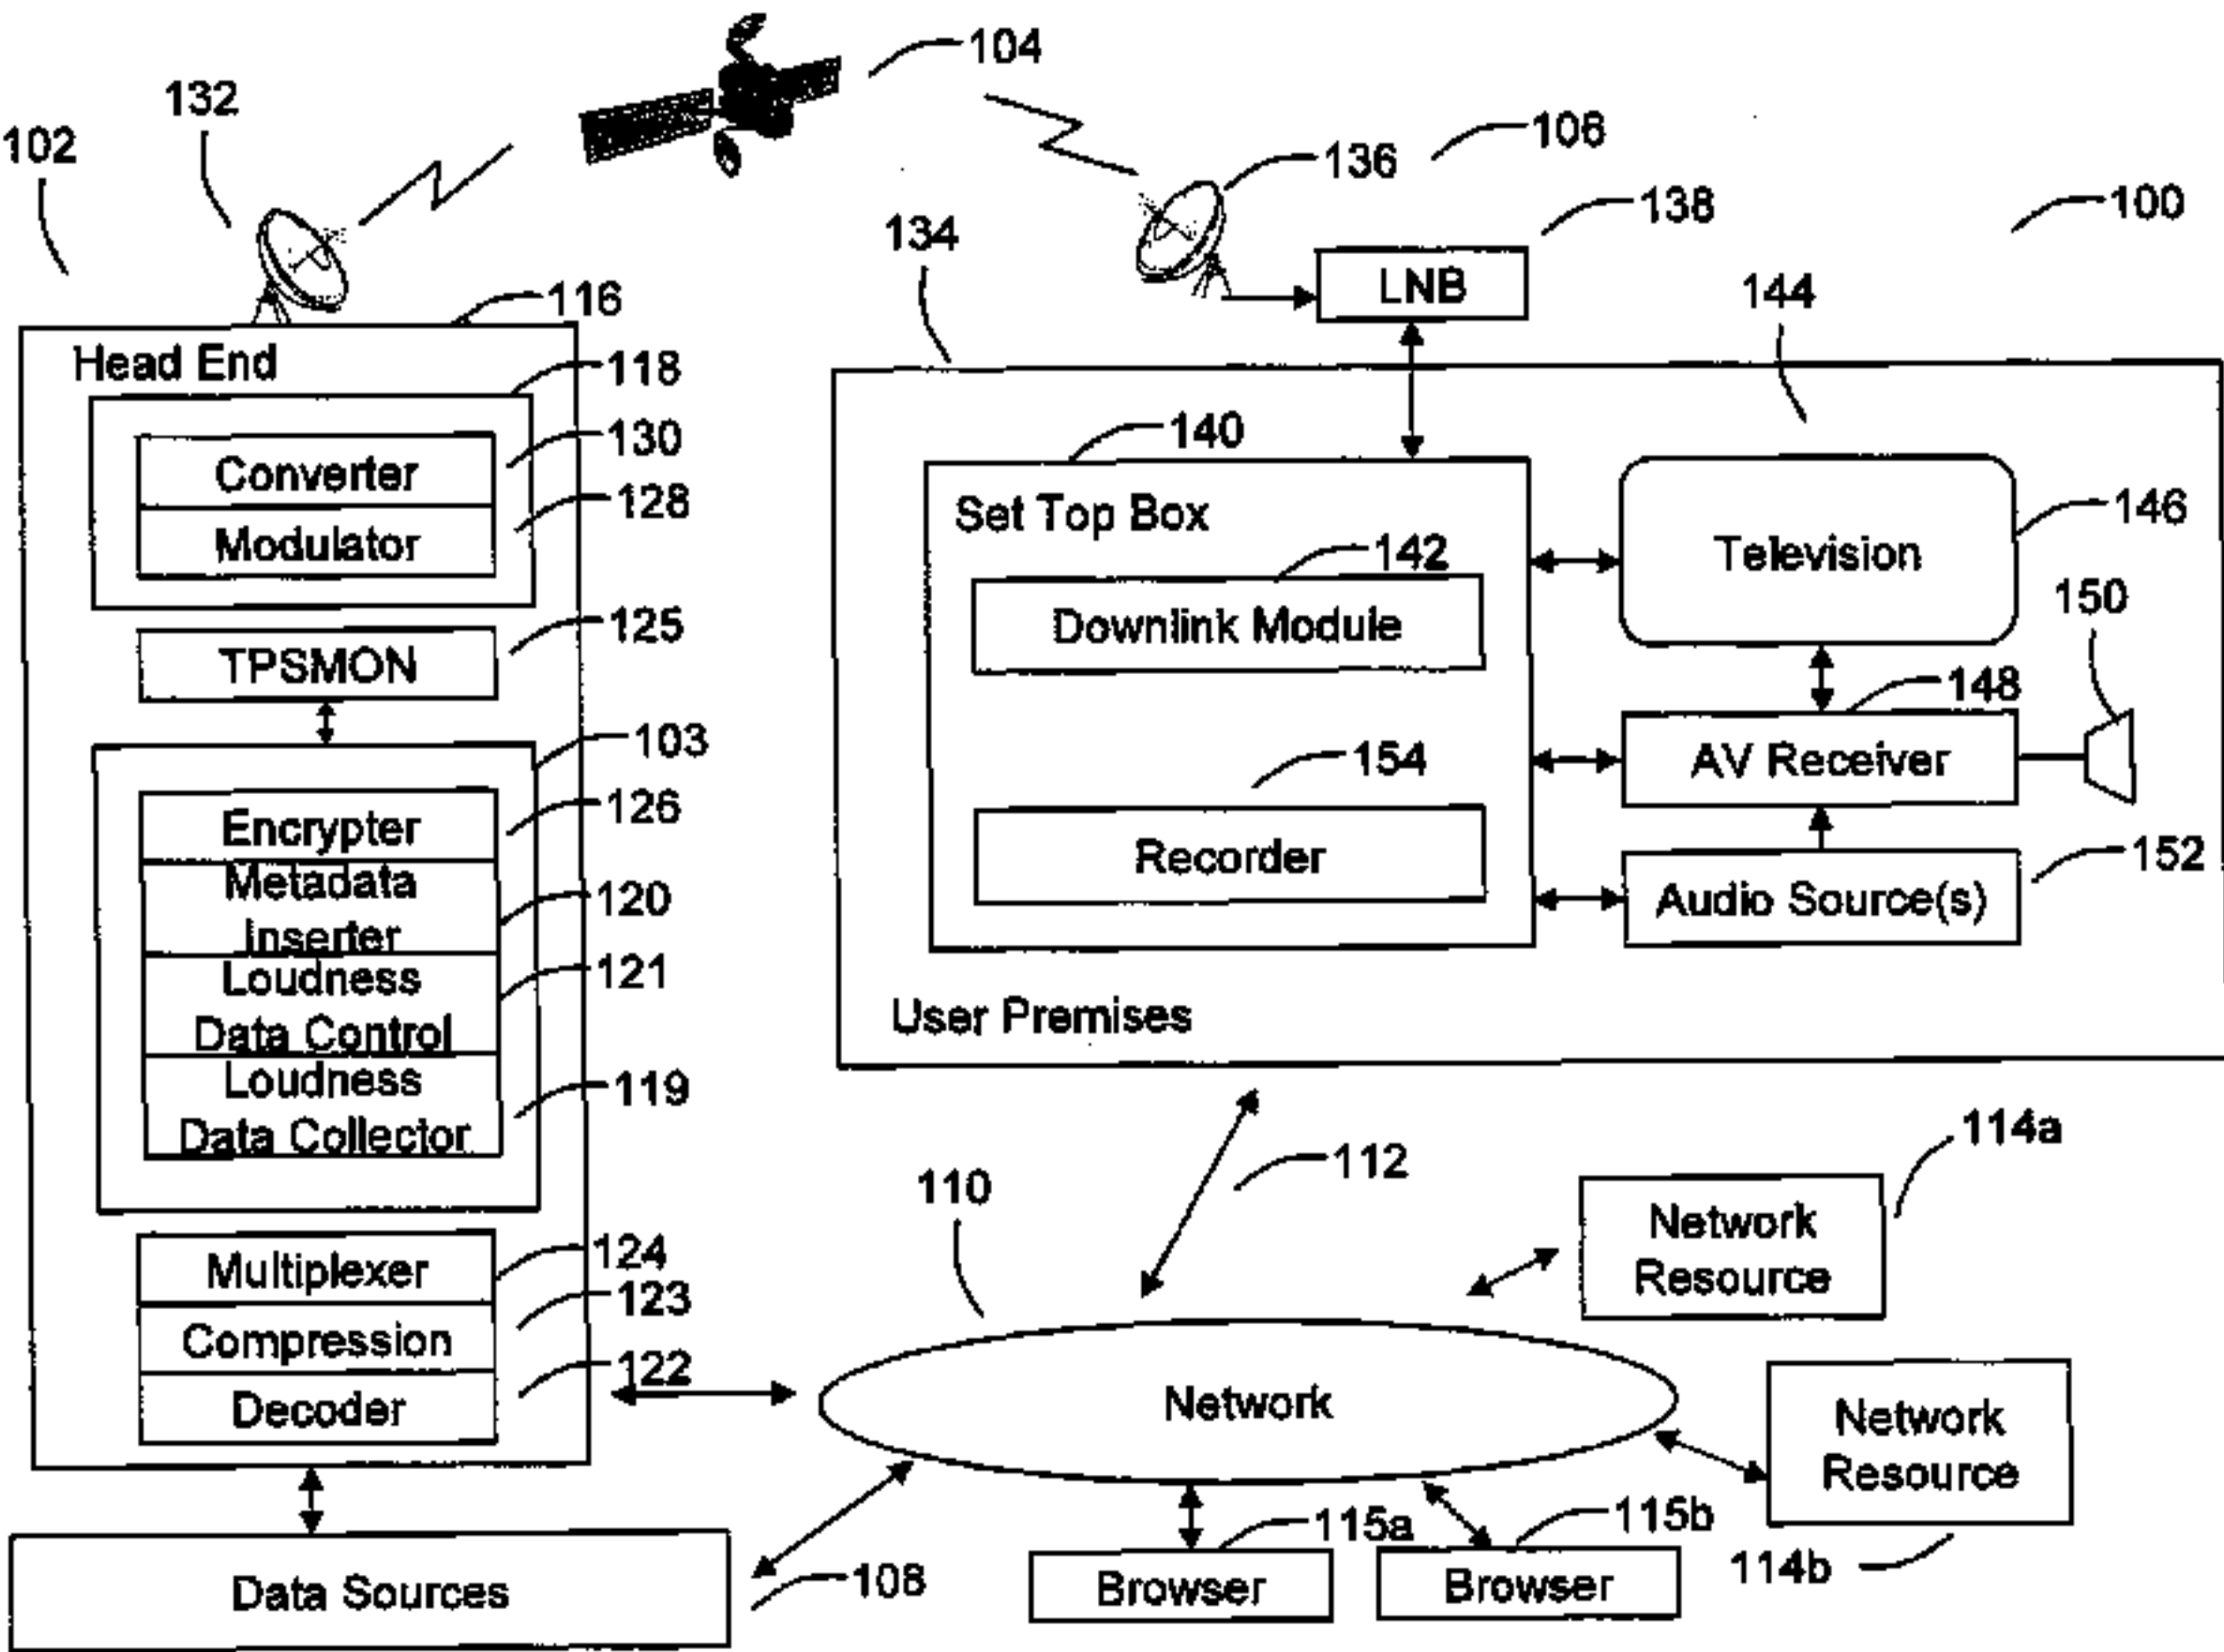 104
132
102
106
136
138
100
134
LNB
144
116
Head End
118
130
Converter
128
Modulator
125
TPSMON
103
126
Encrypter
Metadata
120
Inserter
121
Loudness
Data Control
Loudness
119
Data Collector
124
Multiplexer
123
Compression
122
Decoder
140
Set Top Box
142
Downlink Module
154
Recorder
146
Television
150
148
AV Receiver
152
Audio Source(s)
User Premises
112
110
114a
Network
Resource
Network
Network
Resource
114b
115a
115b
Browser
Browser
108
Data Sources